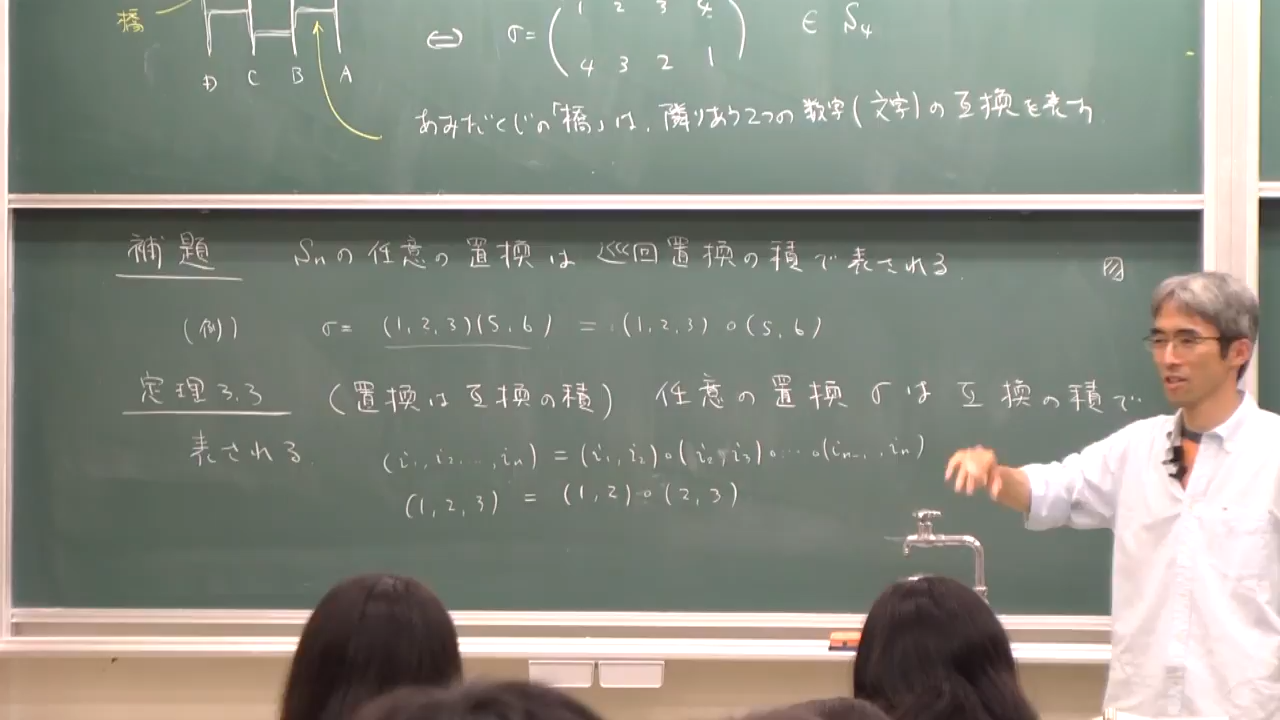 橋
D C B A
⇔ σ = ( 1 2 3 4 / 4 3 2 1 ) ∈ S₄
あみだくじの「橋」は、隣りあう2つの数字(文字)の互換を表す
補題 Snの任意の置換は巡回置換の積で表される.
(例) σ= (1,2,3)(5,6) = (1,2,3)∘(5,6)
定理3.3 (置換は互換の積) 任意の置換σは互換の積で
表される.
(i₁,i₂,…,in) = (i₁,i₂)∘(i₂,i₃)∘…∘(in-1,in)
(1,2,3) = (1,2)∘(2,3)